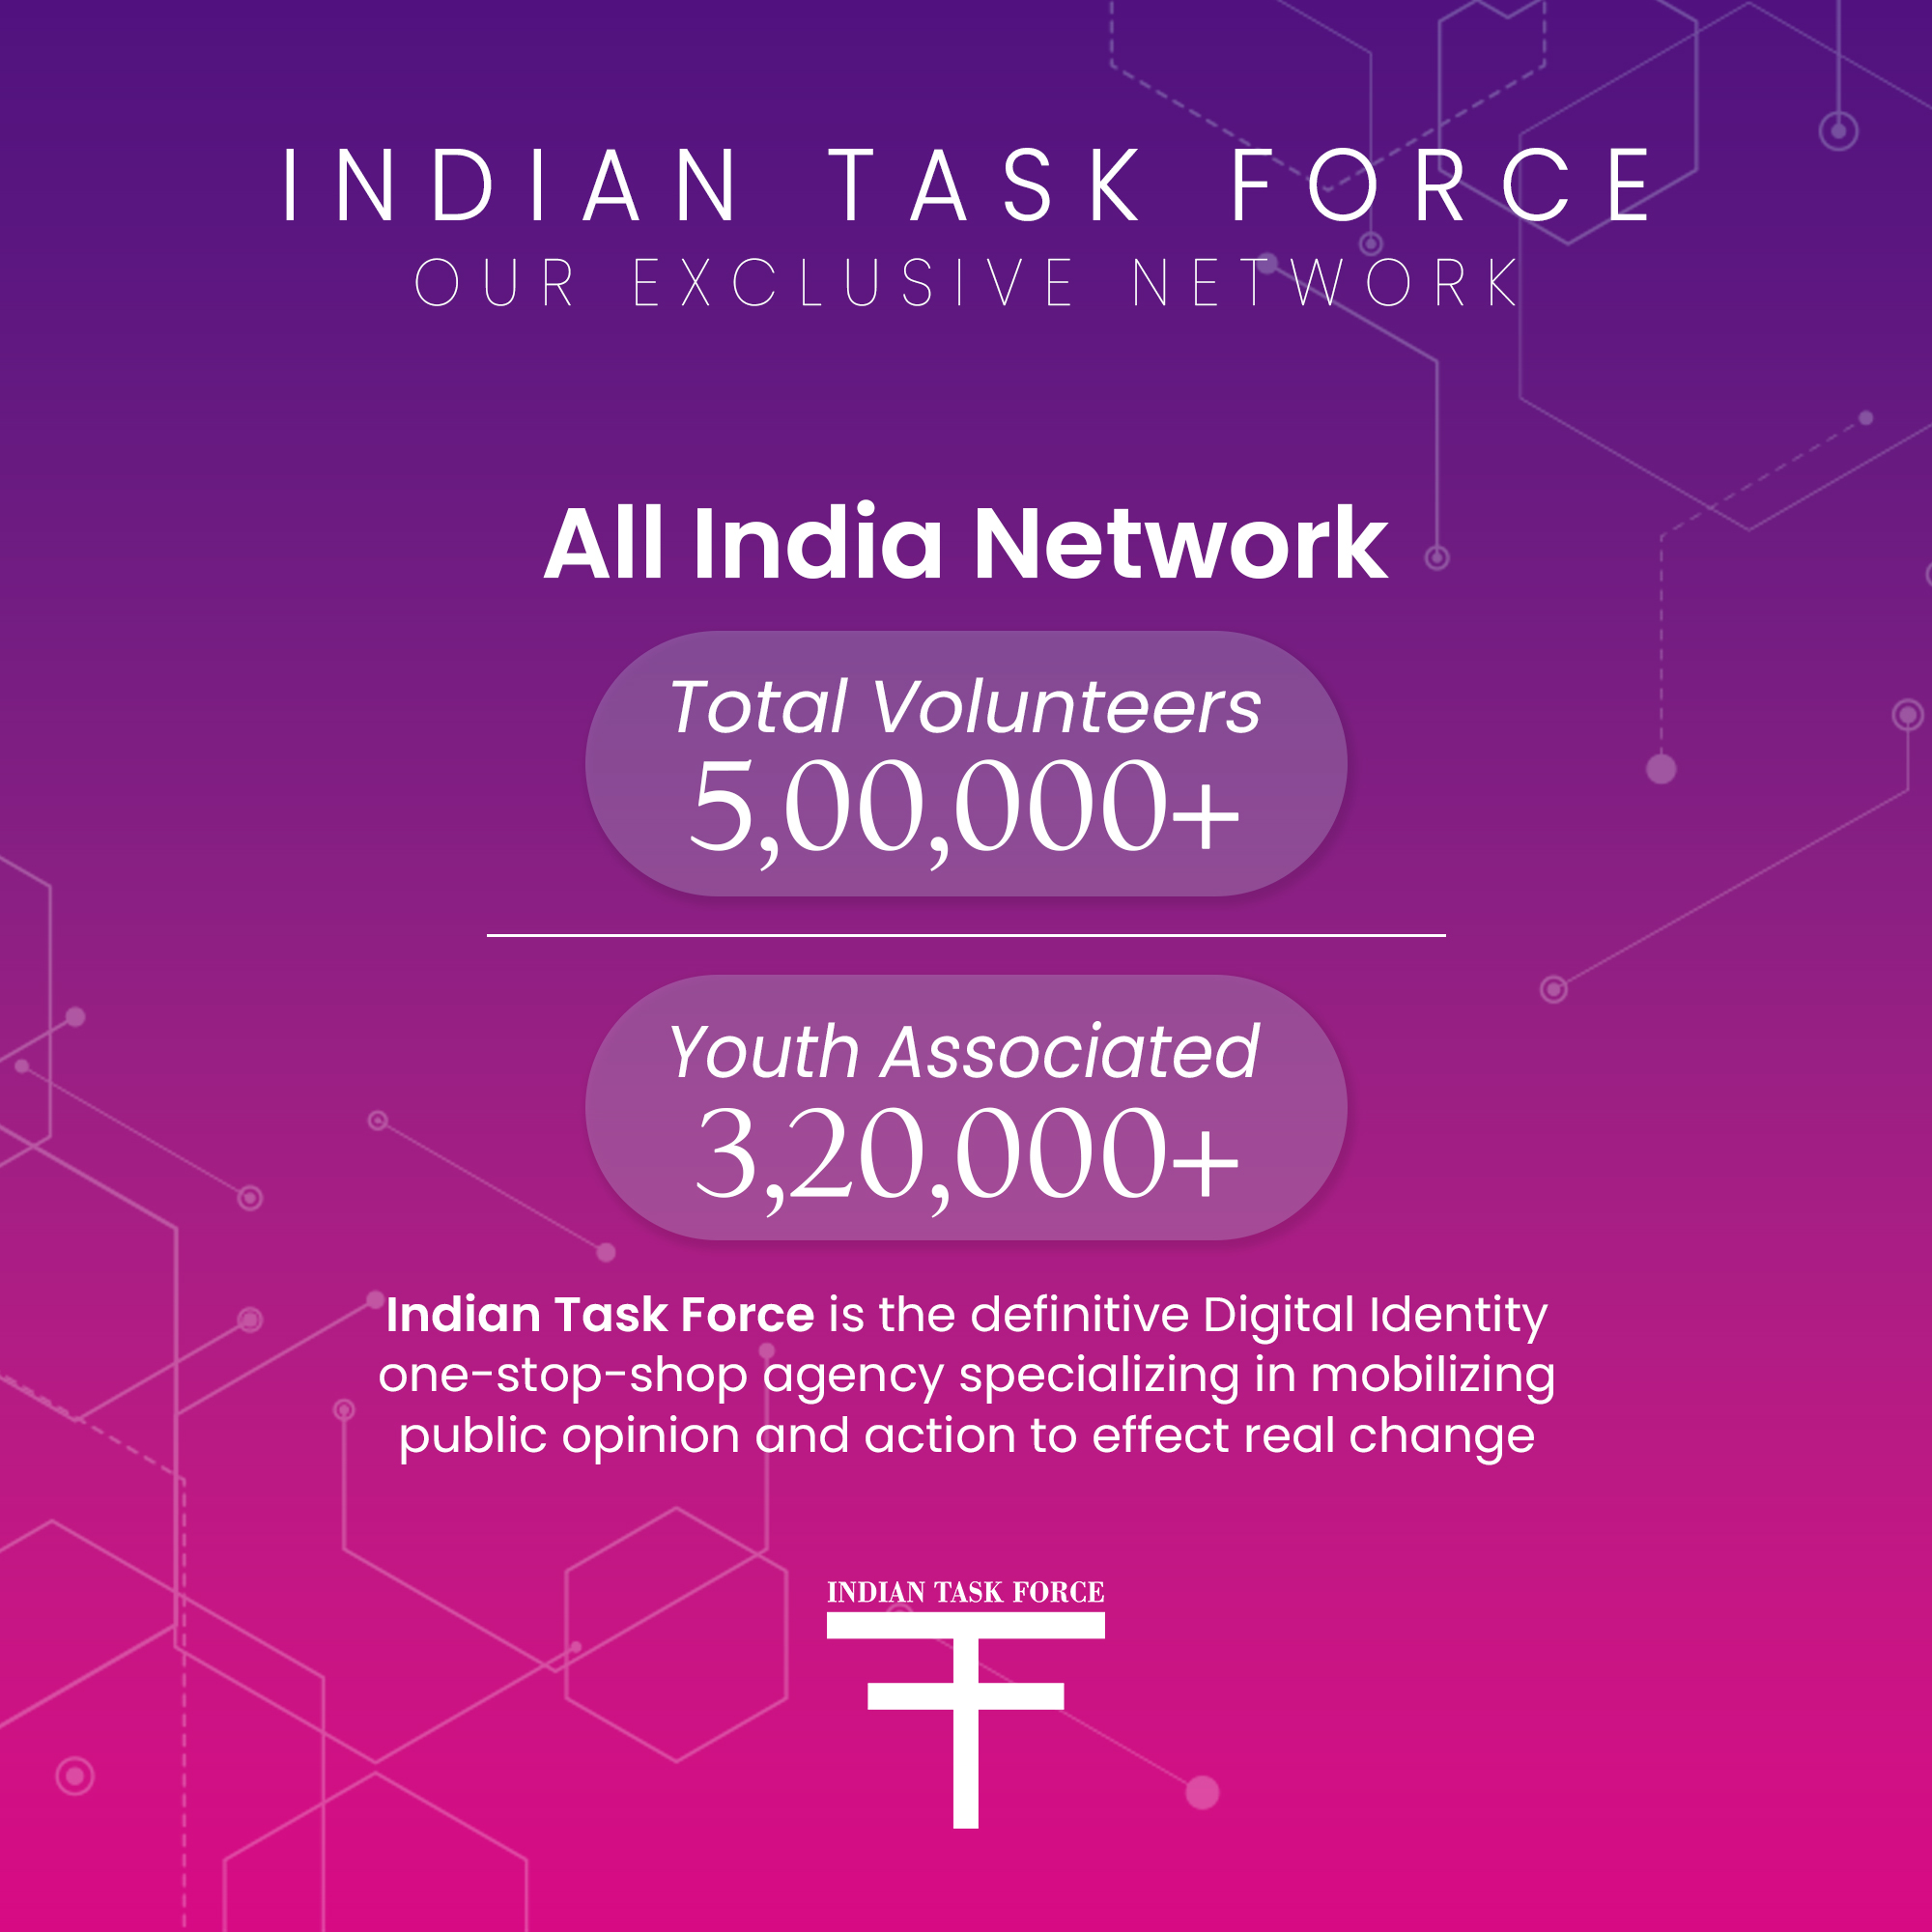 INDIAN TASK FORCE
OUR EXCLUSIVE NETWORK
All India Network
Total Volunteers
5,00,000+
Youth Associated
3,20,000+
Indian Task Force is the definitive Digital Identity
one-stop-shop agency specializing in mobilizing
public opinion and action to effect real change
INDIAN TASK FORCE